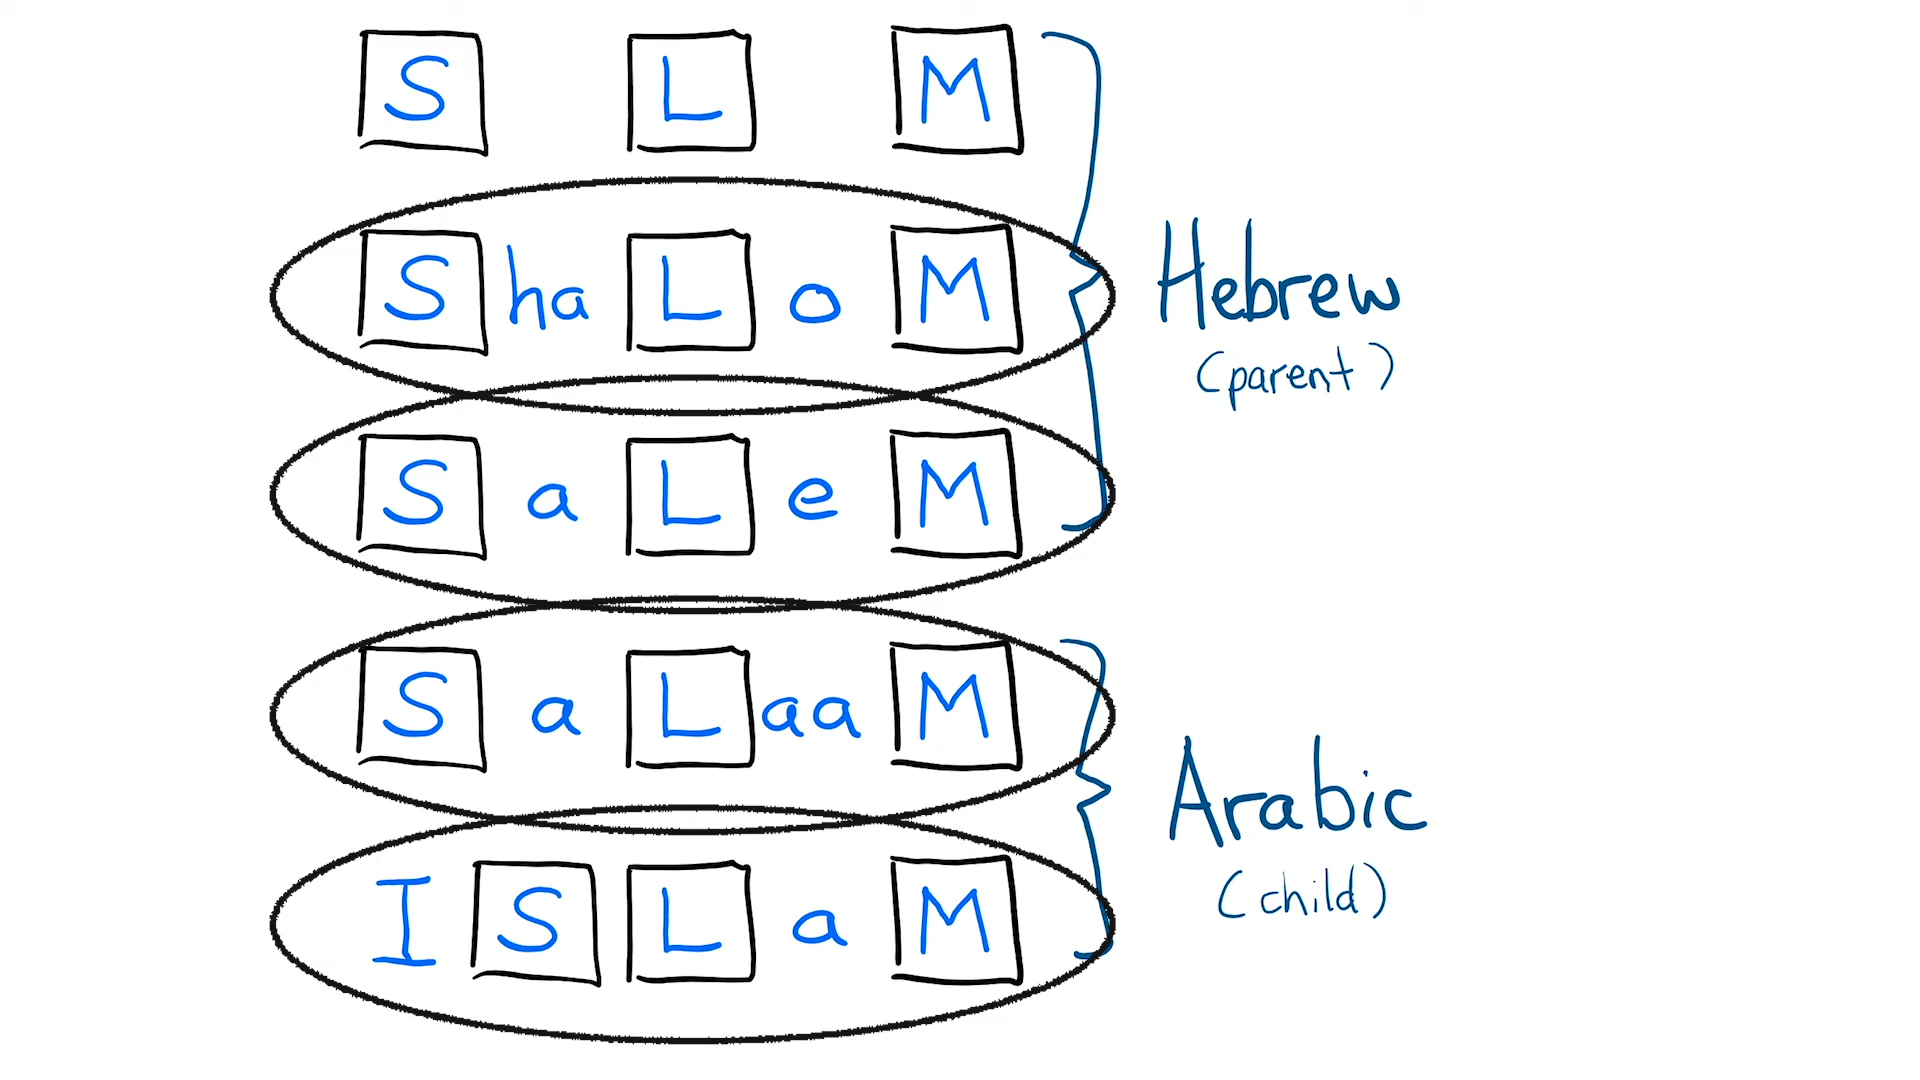 S L M
ShaLoM
Hebrew
(parent)
SaLeM
SaLaaM
Arabic
(child)
ISLaM